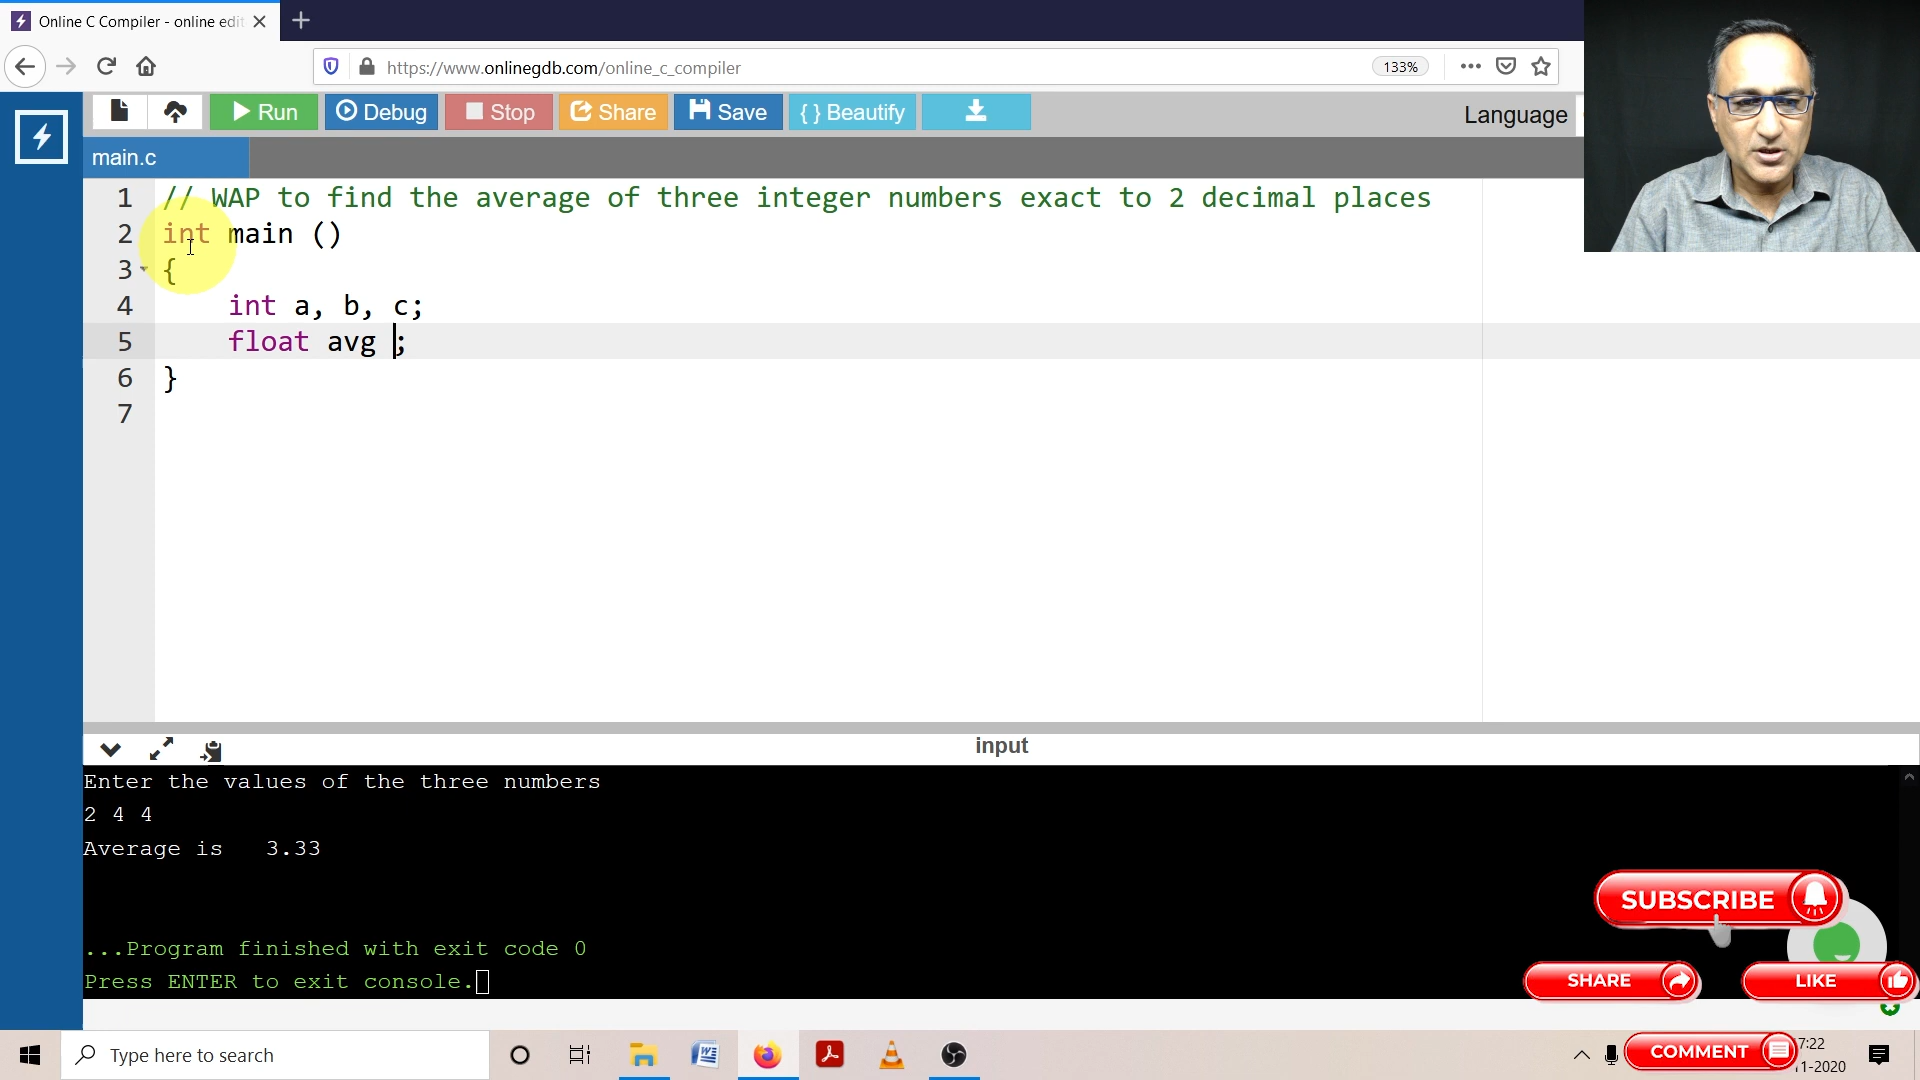 Online C Compiler - online edit
https://www.onlinegdb.com/online_c_compiler
133%
Run
Debug
Stop
Share
Save
{ } Beautify
Language
main.c
1 // WAP to find the average of three integer numbers exact to 2 decimal places
2 int main ()
3 {
4 int a, b, c;
5 float avg ;
6 }
7
input
Enter the values of the three numbers
2 4 4
Average is 3.33
...Program finished with exit code 0
Press ENTER to exit console.
SUBSCRIBE
SHARE
LIKE
Type here to search
COMMENT
7:22
11-2020